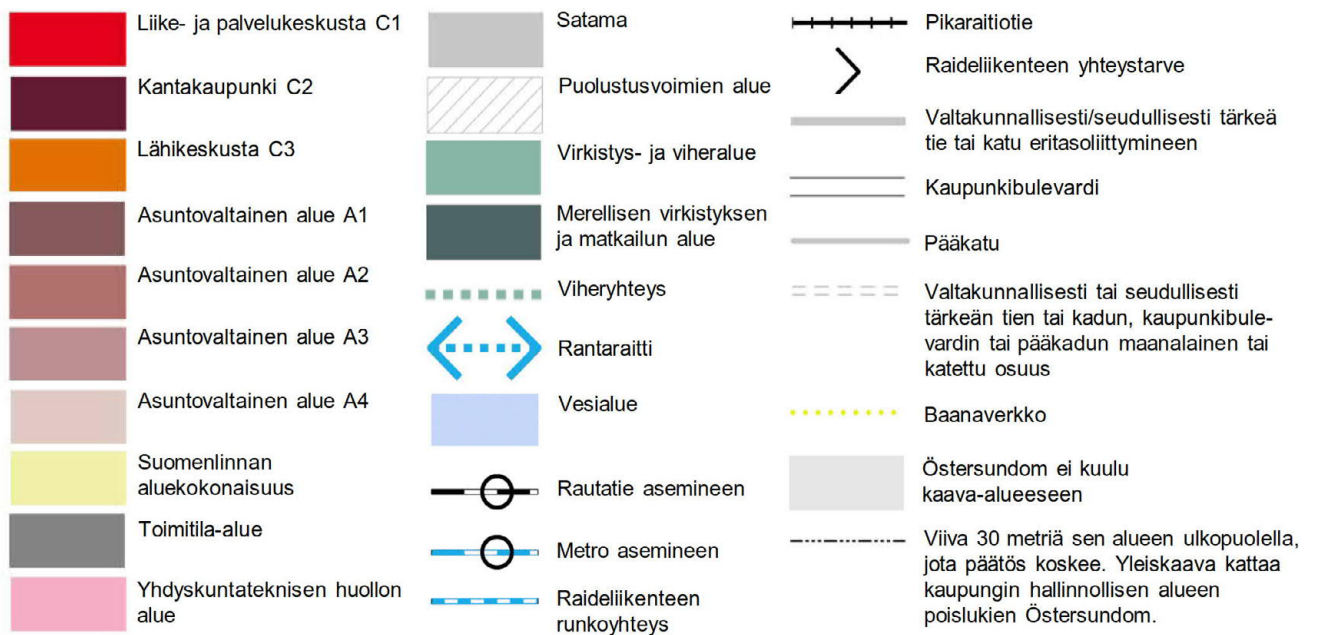 Liike- ja palvelukeskusta C1
Kantakaupunki C2
Lähikeskusta C3
Asuntovaltainen alue A1
Asuntovaltainen alue A2
Asuntovaltainen alue A3
Asuntovaltainen alue A4
Suomenlinnan
aluekokonaisuus
Toimitila-alue
Yhdyskuntateknisen huollon
alue
Satama
Puolustusvoimien alue
Virkistys- ja viheralue
Merellisen virkistyksen
ja matkailun alue
Viheryhteys
Rantaraitti
Vesialue
Rautatie asemineen
Metro asemineen
Raideliikenteen
runkoyhteys
Pikaraitiotie
Raideliikenteen yhteystarve
Valtakunnallisesti/seudullisesti tärkeä
tie tai katu eritasoliittymineen
Kaupunkibulevardi
Pääkatu
Valtakunnallisesti tai seudullisesti
tärkeän tien tai kadun, kaupunkibule-
vardin tai pääkadun maanalainen tai
katettu osuus
Baanaverkko
Östersundom ei kuulu
kaava-alueeseen
Viiva 30 metriä sen alueen ulkopuolella,
jota päätös koskee. Yleiskaava kattaa
kaupungin hallinnollisen alueen
poislukien Östersundom.